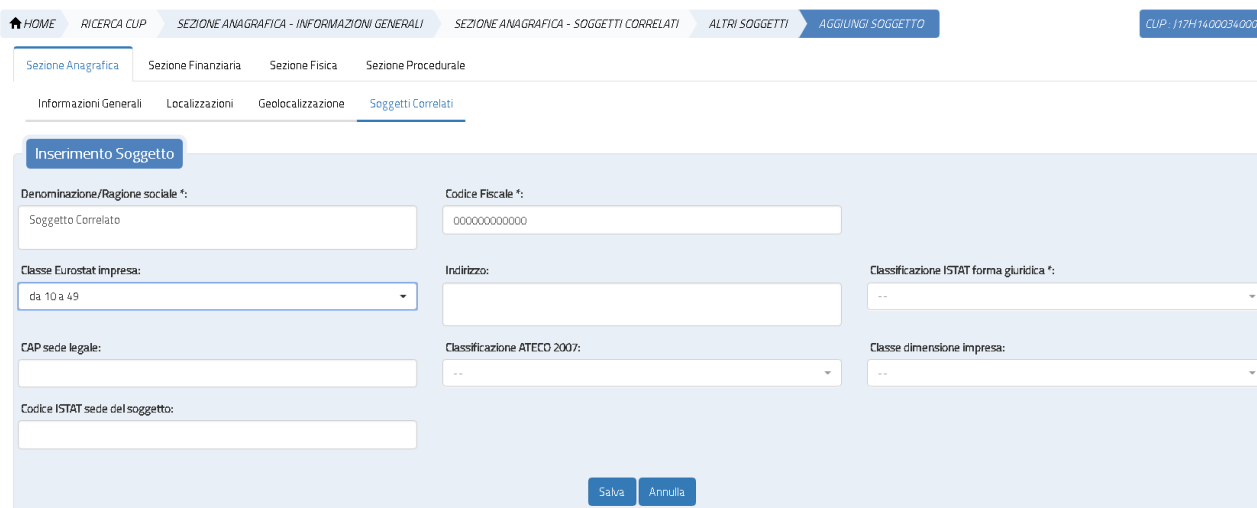 HOME RICERCA CUP SEZIONE ANAGRAFICA - INFORMAZIONI GENERALI SEZIONE ANAGRAFICA - SOGGETTI CORRELATI ALTRI SOGGETTI AGGIUNGI SOGGETTO CUP : J17H1400034000
Sezione Anagrafica Sezione Finanziaria Sezione Fisica Sezione Procedurale
Informazioni Generali Localizzazioni Geolocalizzazione Soggetti Correlati
Inserimento Soggetto
Denominazione/Ragione sociale *: Codice Fiscale *:
Soggetto Correlato 000000000000
Classe Eurostat impresa: Indirizzo: Classificazione ISTAT forma giuridica *:
da 10 a 49 --
CAP sede legale: Classificazione ATECO 2007: Classe dimensione impresa:
-- --
Codice ISTAT sede del soggetto:
Salva Annulla